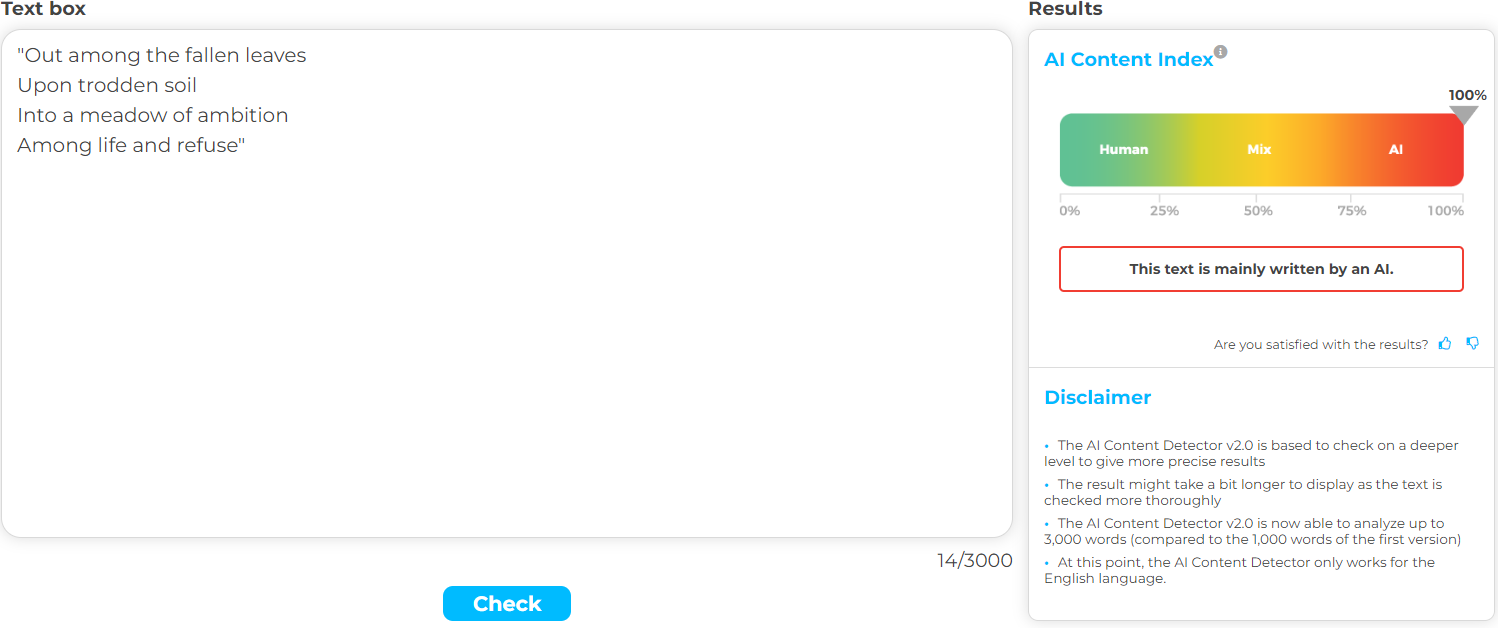 Text box
"Out among the fallen leaves
Upon trodden soil
Into a meadow of ambition
Among life and refuse"
14/3000
Check
Results
AI Content Index
100%
Human Mix AI
0% 25% 50% 75% 100%
This text is mainly written by an AI.
Are you satisfied with the results?
Disclaimer
• The AI Content Detector v2.0 is based to check on a deeper
level to give more precise results
• The result might take a bit longer to display as the text is
checked more thoroughly
• The AI Content Detector v2.0 is now able to analyze up to
3,000 words (compared to the 1,000 words of the first version)
• At this point, the AI Content Detector only works for the
English language.